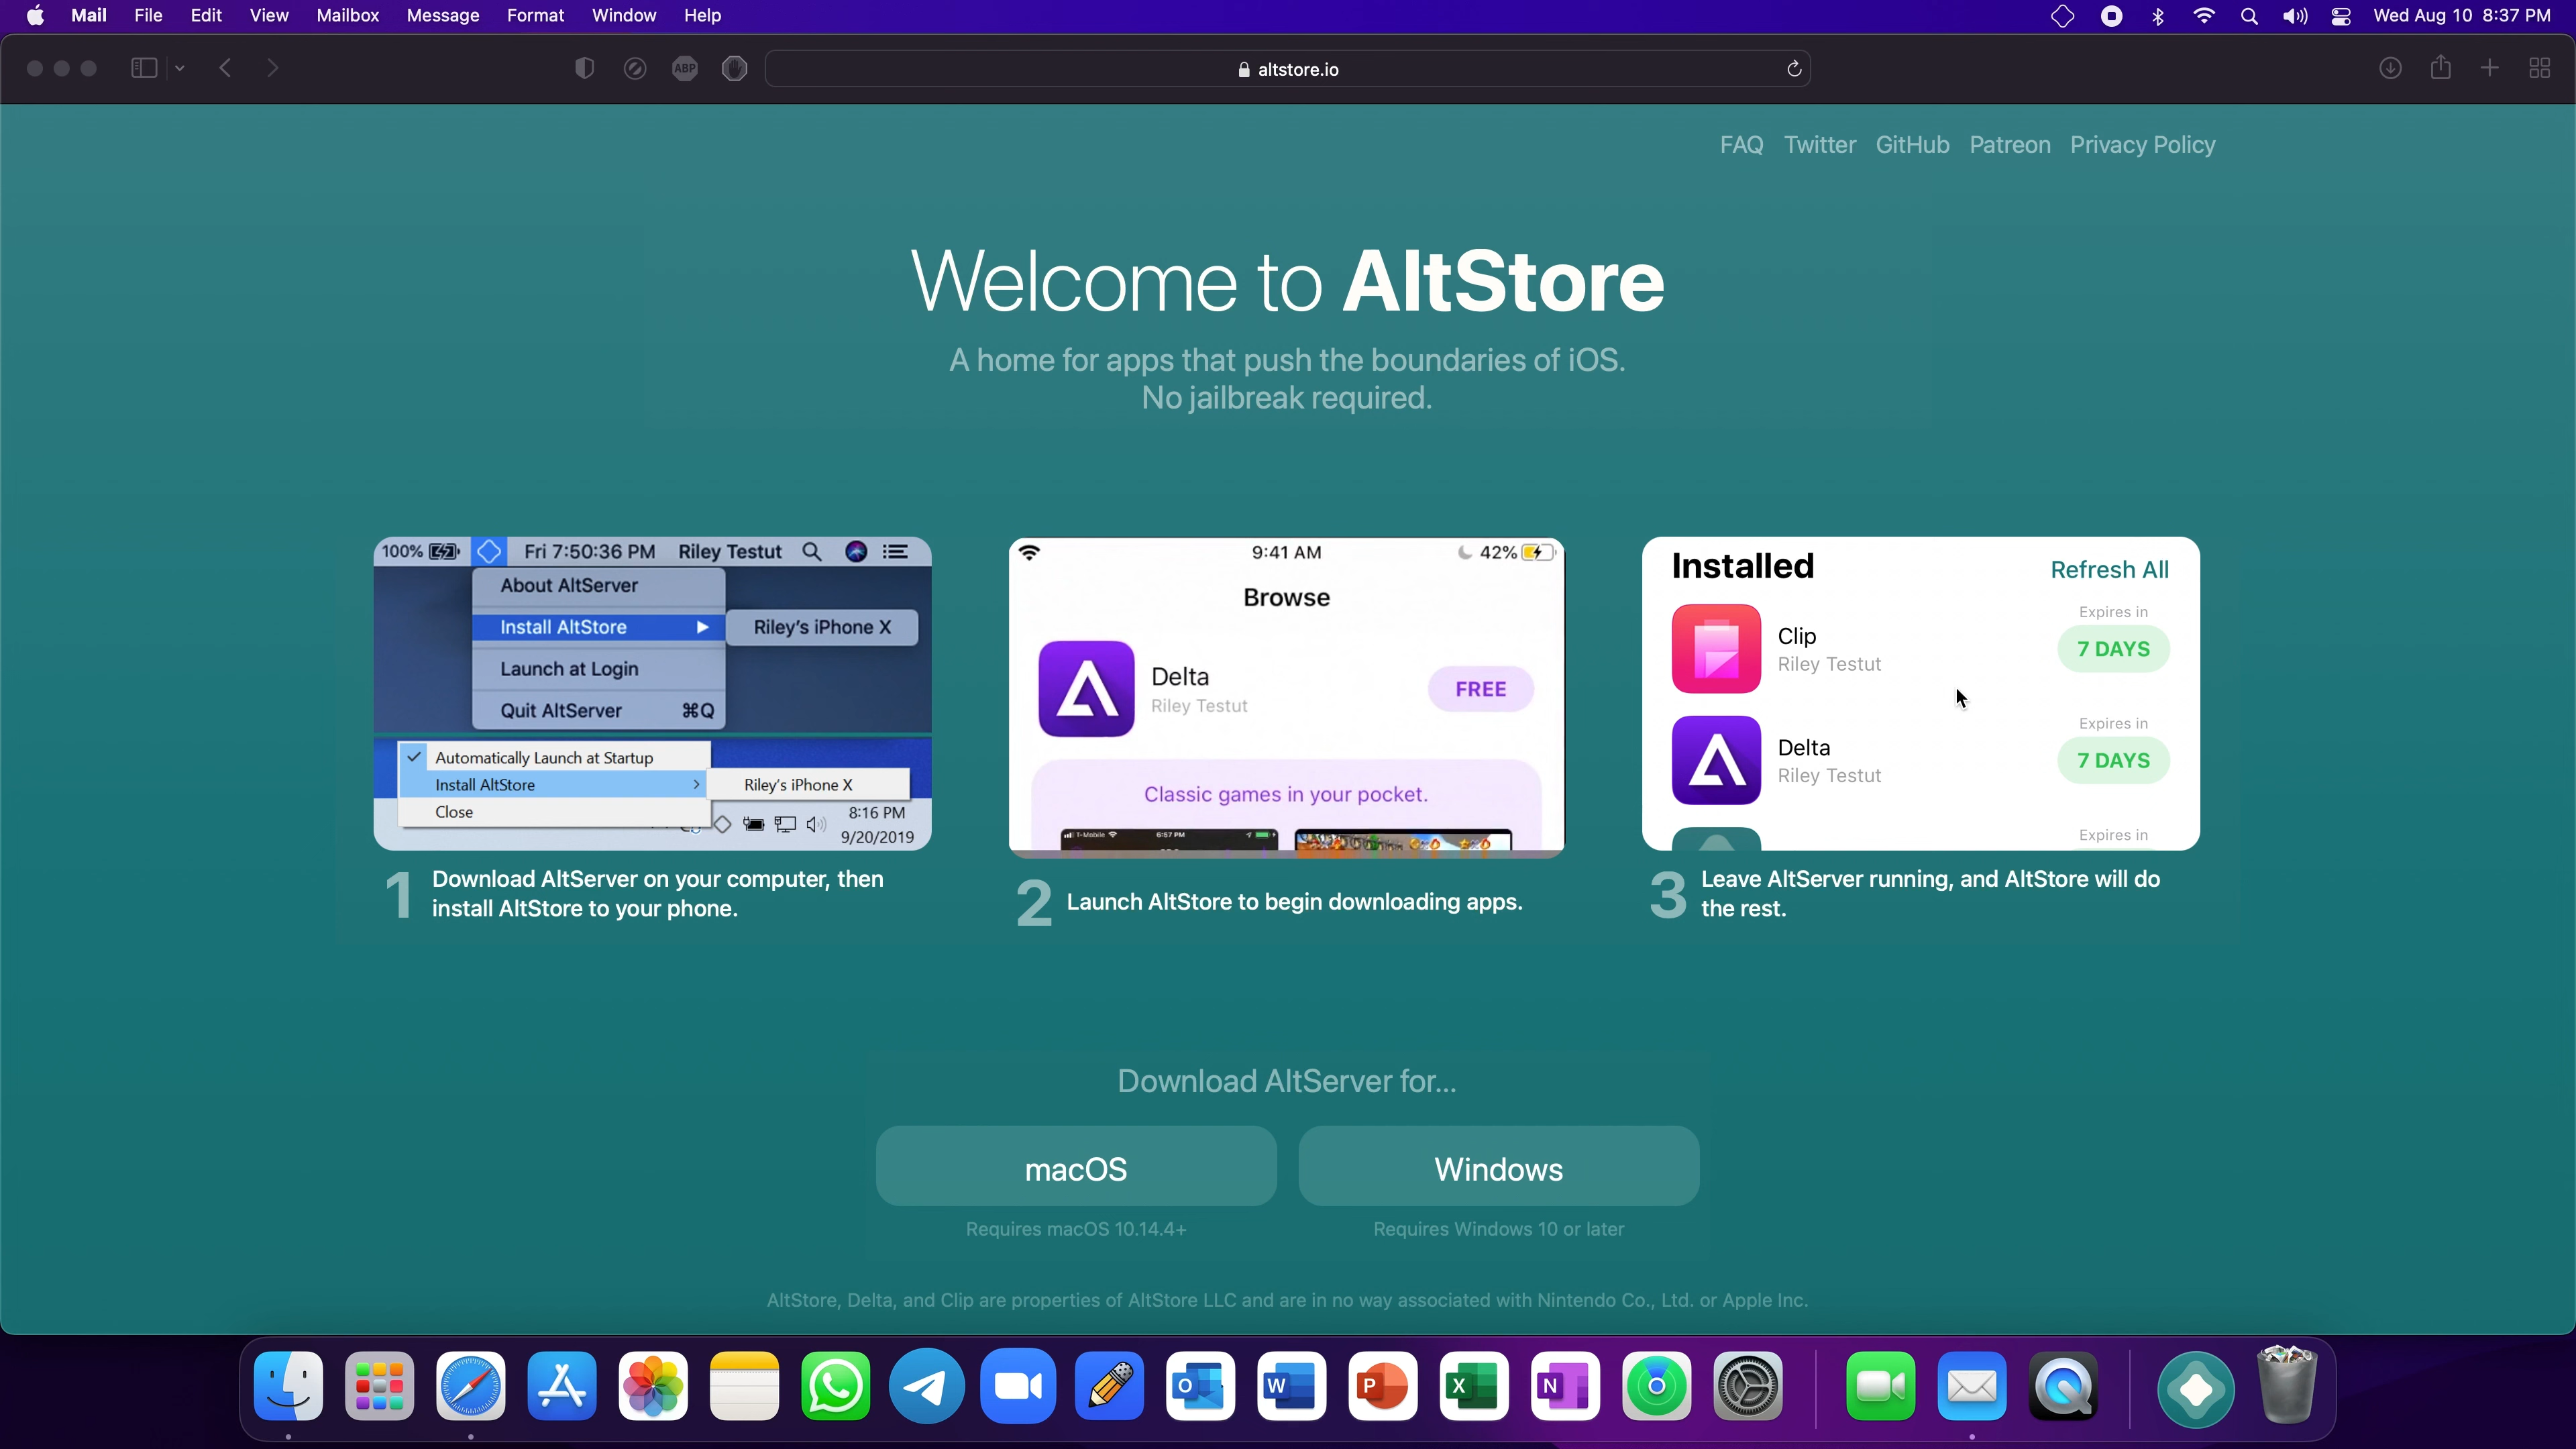 Mail File Edit View Mailbox Message Format Window Help
Wed Aug 10 8:37 PM
ABP
altstore.io
FAQ Twitter GitHub Patreon Privacy Policy
Welcome to AltStore
A home for apps that push the boundaries of iOS.
No jailbreak required.
100% Fri 7:50:36 PM Riley Testut
About AltServer
Install AltStore
Riley's iPhone X
Launch at Login
Quit AltServer ⌘Q
Automatically Launch at Startup
Install AltStore
Riley's iPhone X
Close
8:16 PM
9/20/2019
1 Download AltServer on your computer, then
install AltStore to your phone.
9:41 AM
42%
Browse
Delta
Riley Testut
FREE
Classic games in your pocket.
T-Mobile 6:57 PM
2 Launch AltStore to begin downloading apps.
Installed
Refresh All
Expires in
Clip
Riley Testut
7 DAYS
Expires in
Delta
Riley Testut
7 DAYS
Expires in
3 Leave AltServer running, and AltStore will do
the rest.
Download AltServer for...
macOS
Windows
Requires macOS 10.14.4+
Requires Windows 10 or later
AltStore, Delta, and Clip are properties of AltStore LLC and are in no way associated with Nintendo Co., Ltd. or Apple Inc.
O W P X N